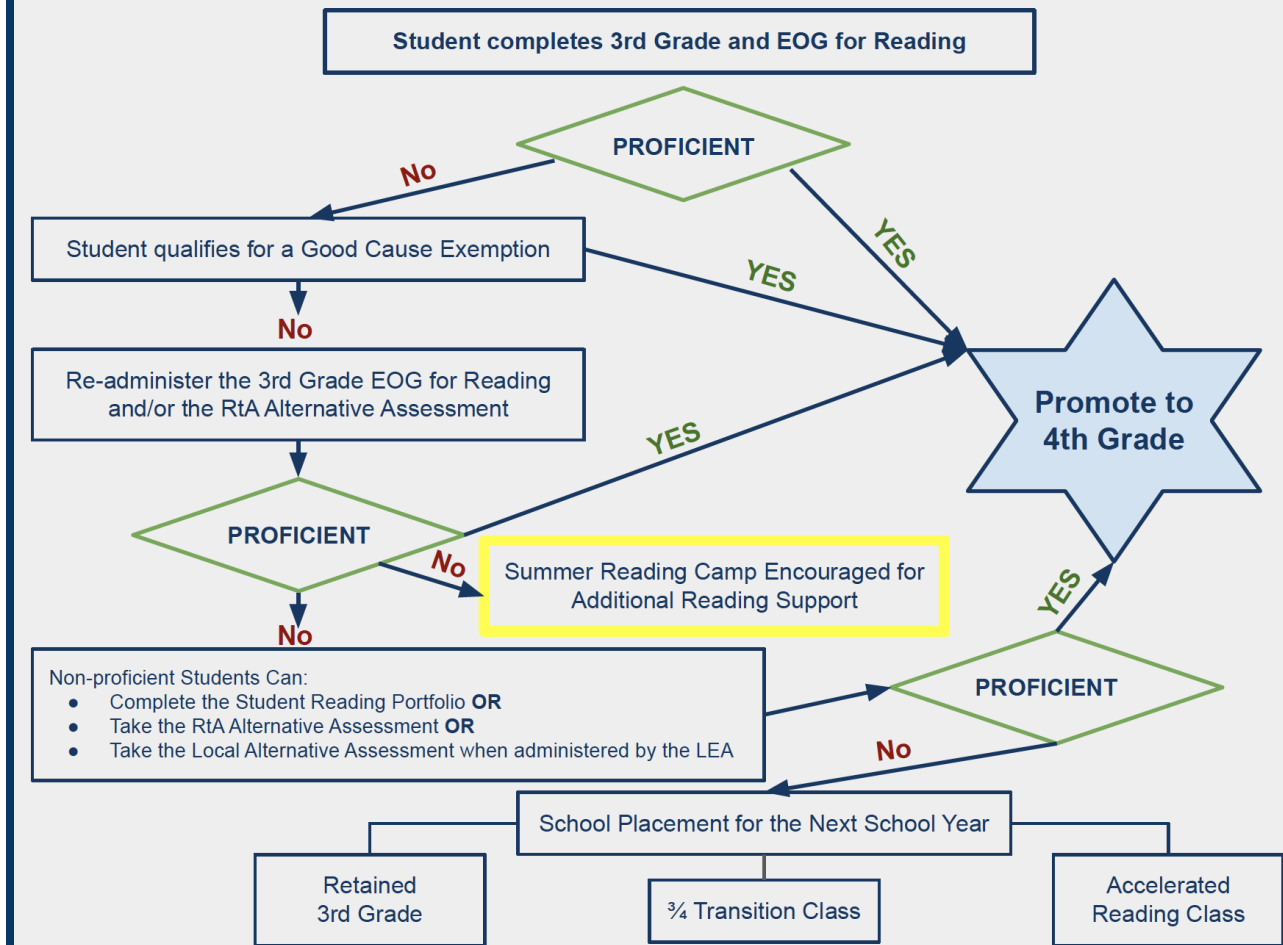 Student completes 3rd Grade and EOG for Reading
PROFICIENT
No
YES
Student qualifies for a Good Cause Exemption
YES
No
Re-administer the 3rd Grade EOG for Reading
and/or the RtA Alternative Assessment
Promote to
4th Grade
YES
PROFICIENT
No
Summer Reading Camp Encouraged for
Additional Reading Support
YES
No
Non-proficient Students Can:
● Complete the Student Reading Portfolio OR
● Take the RtA Alternative Assessment OR
● Take the Local Alternative Assessment when administered by the LEA
PROFICIENT
No
School Placement for the Next School Year
Retained
3rd Grade
¾ Transition Class
Accelerated
Reading Class